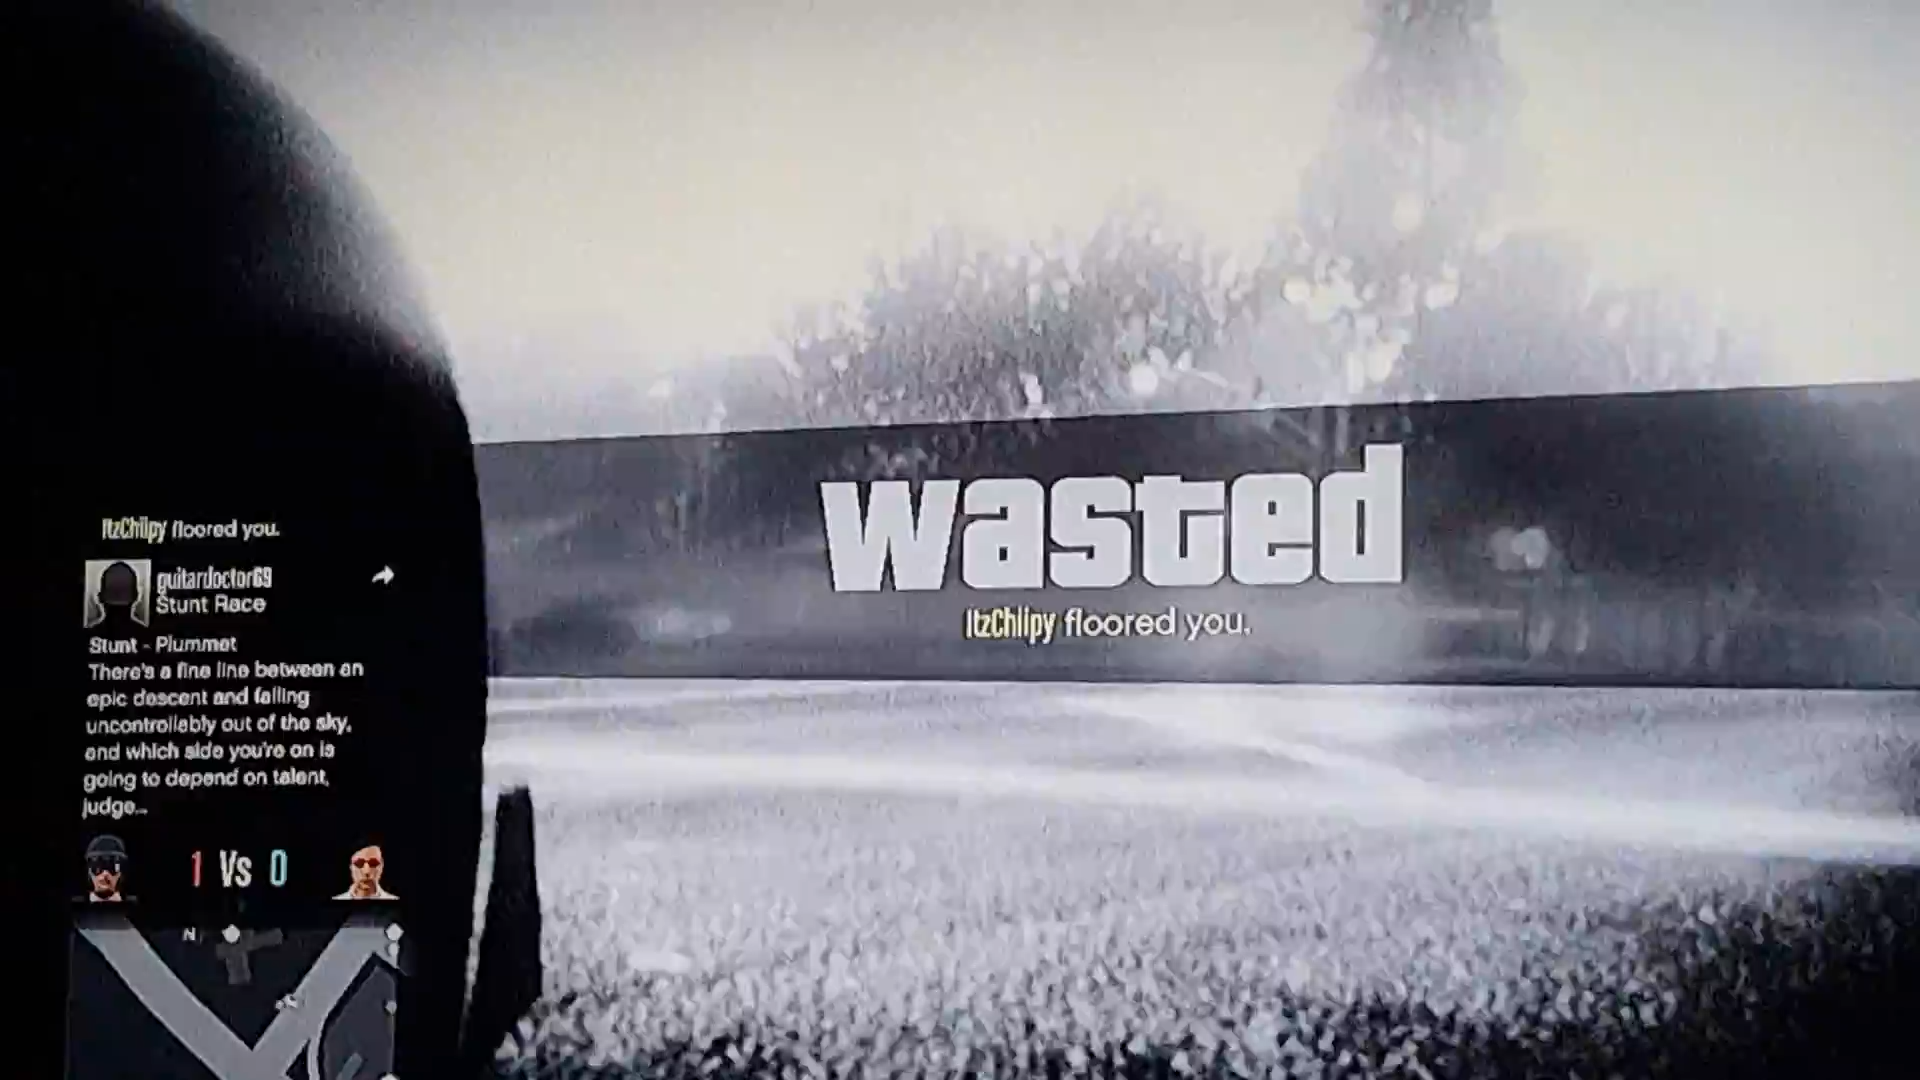 ItzChiipy floored you.
guitardoctor69
Stunt Race
Stunt - Plummet
There's a fine line between an
epic descent and falling
uncontrollably out of the sky,
and which side you're on is
going to depend on talent,
judge...
1 Vs 0
N
wasted
ItzChiipy floored you.